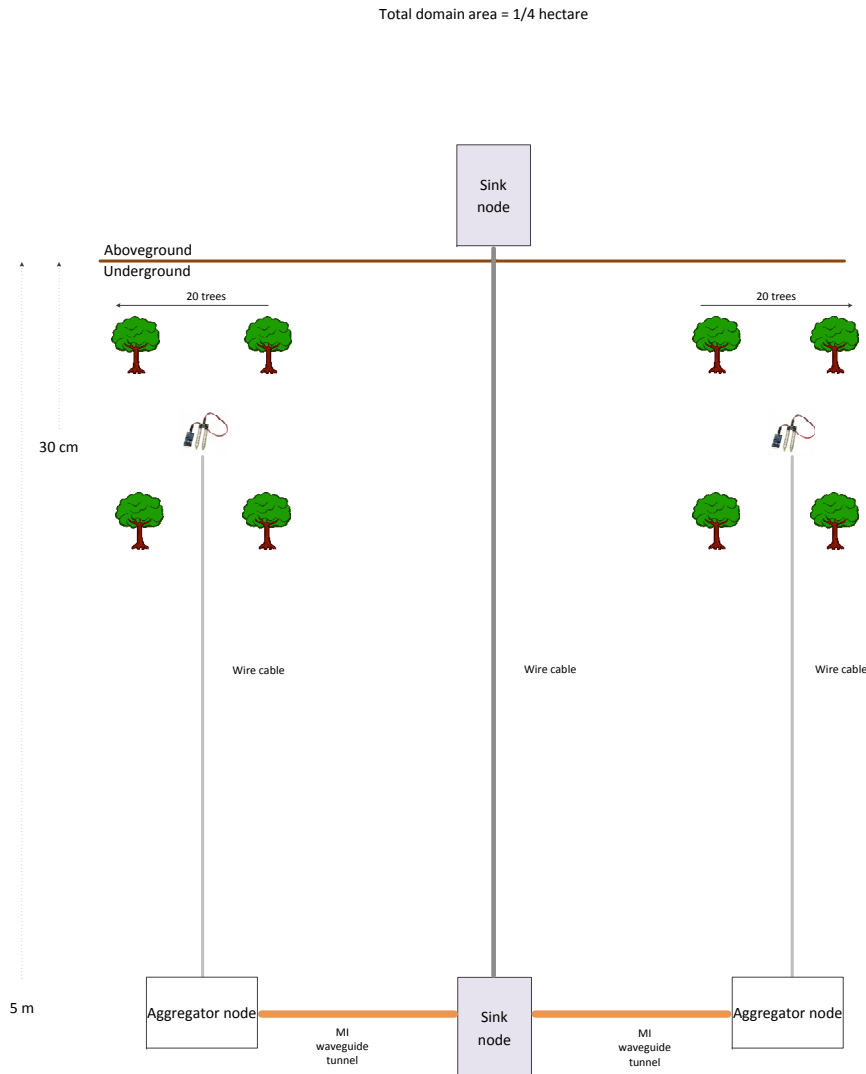 Total domain area = 1/4 hectare
Sink
node
Aboveground
Underground
20 trees
20 trees
30 cm
Wire cable
Wire cable
Wire cable
5 m
Aggregator node
MI
waveguide
tunnel
Sink
node
MI
waveguide
tunnel
Aggregator node